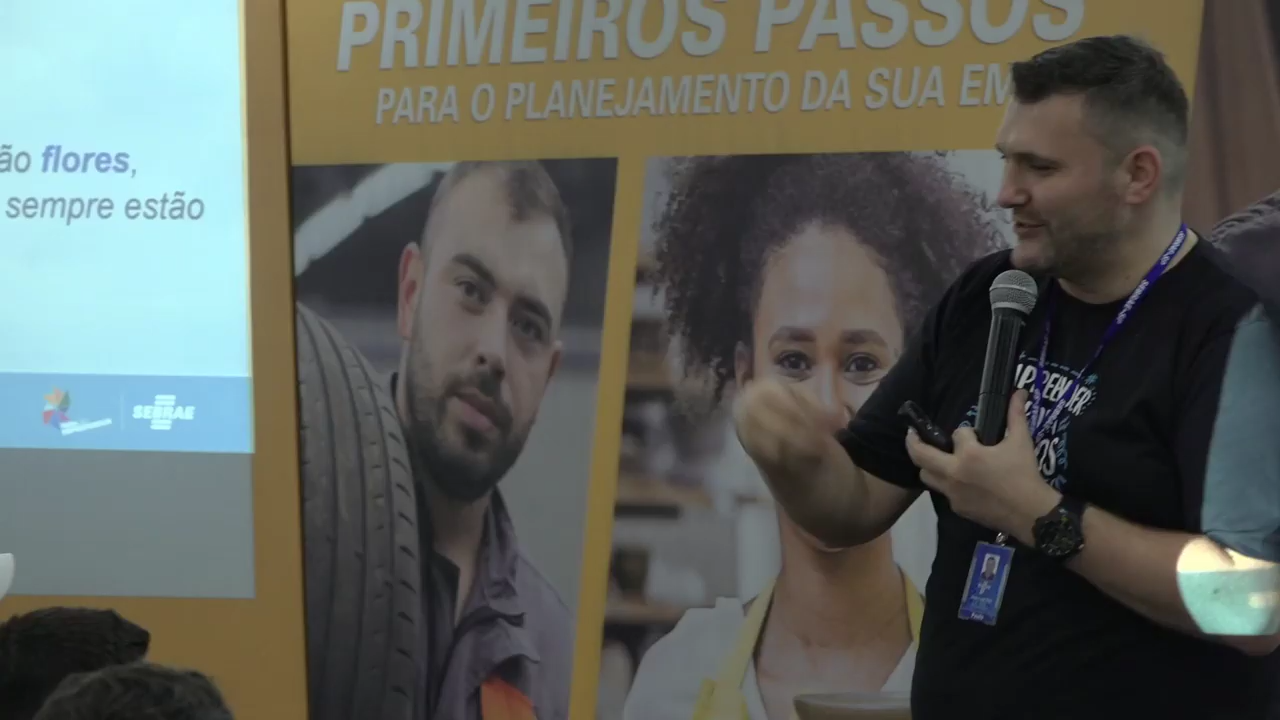 PRIMEIROS PASSOS
PARA O PLANEJAMENTO DA SUA EM
ão flores,
sempre estão
SEBRAE